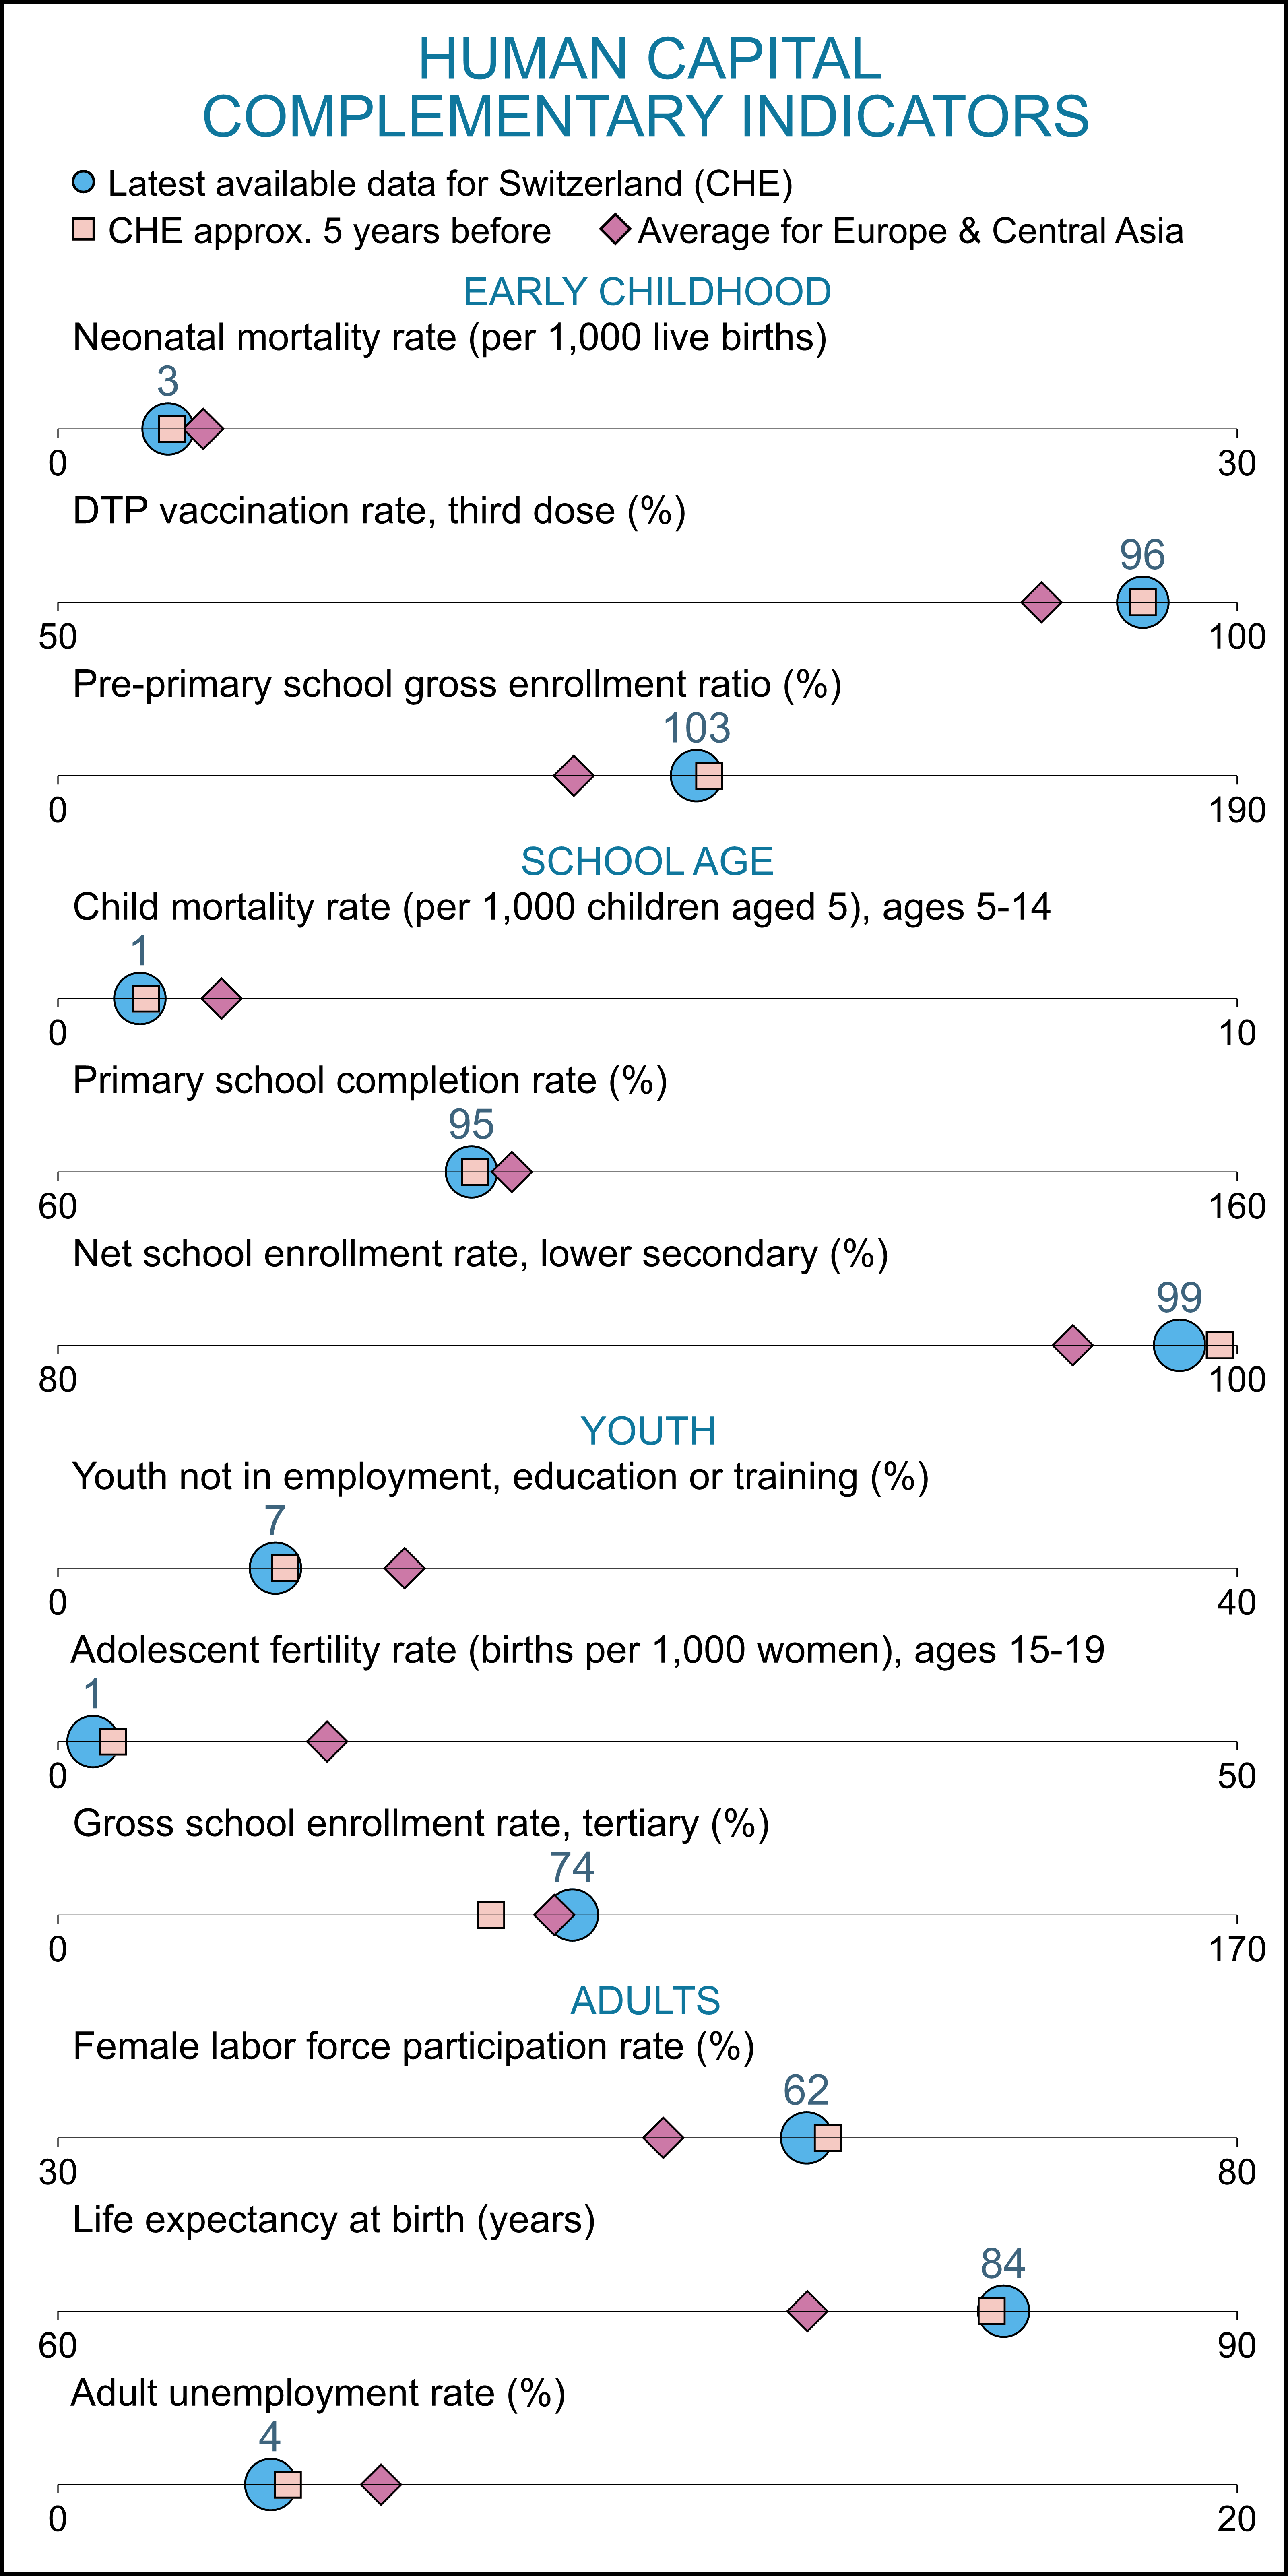 HUMAN CAPITAL
COMPLEMENTARY INDICATORS
Latest available data for Switzerland (CHE)
CHE approx. 5 years before Average for Europe & Central Asia
EARLY CHILDHOOD
Neonatal mortality rate (per 1,000 live births)
3
0 30
DTP vaccination rate, third dose (%)
96
50 100
Pre-primary school gross enrollment ratio (%)
103
0 190
SCHOOL AGE
Child mortality rate (per 1,000 children aged 5), ages 5-14
1
0 10
Primary school completion rate (%)
95
60 160
Net school enrollment rate, lower secondary (%)
99
80 100
YOUTH
Youth not in employment, education or training (%)
7
0 40
Adolescent fertility rate (births per 1,000 women), ages 15-19
1
0 50
Gross school enrollment rate, tertiary (%)
74
0 170
ADULTS
Female labor force participation rate (%)
62
30 80
Life expectancy at birth (years)
84
60 90
Adult unemployment rate (%)
4
0 20